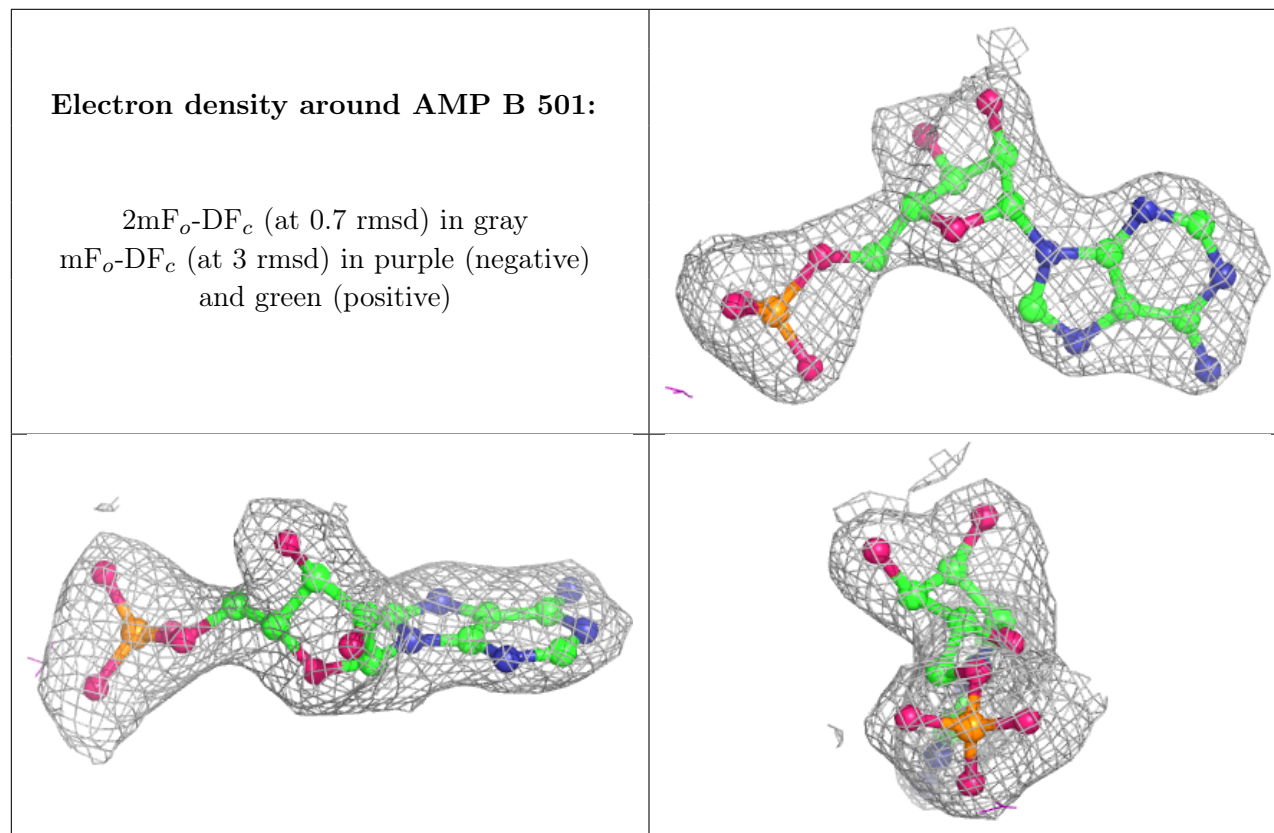 Electron density around AMP B 501:
2mFo-DFc (at 0.7 rmsd) in gray
mFo-DFc (at 3 rmsd) in purple (negative)
and green (positive)